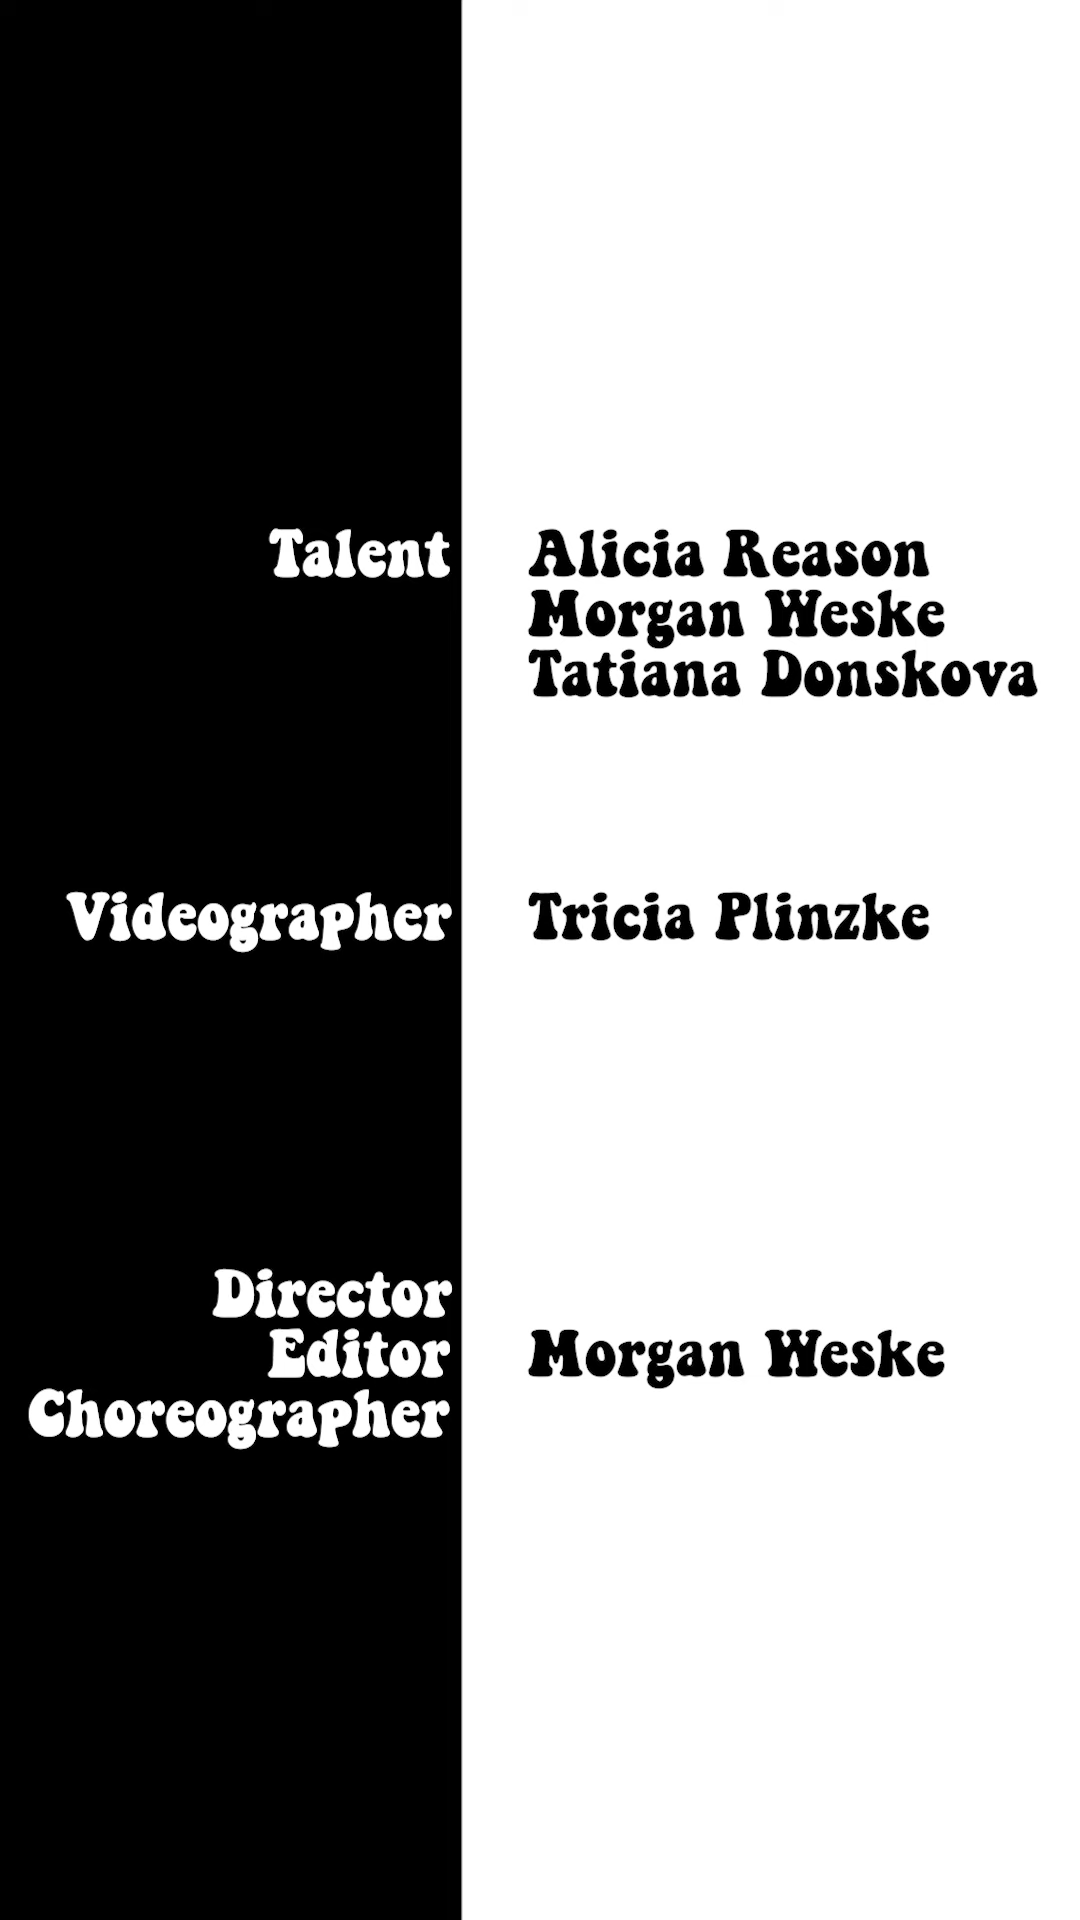 Talent Alicia Reason
Morgan Weske
Tatiana Donskova
Videographer Tricia Plinzke
Director
Editor Morgan Weske
Choreographer